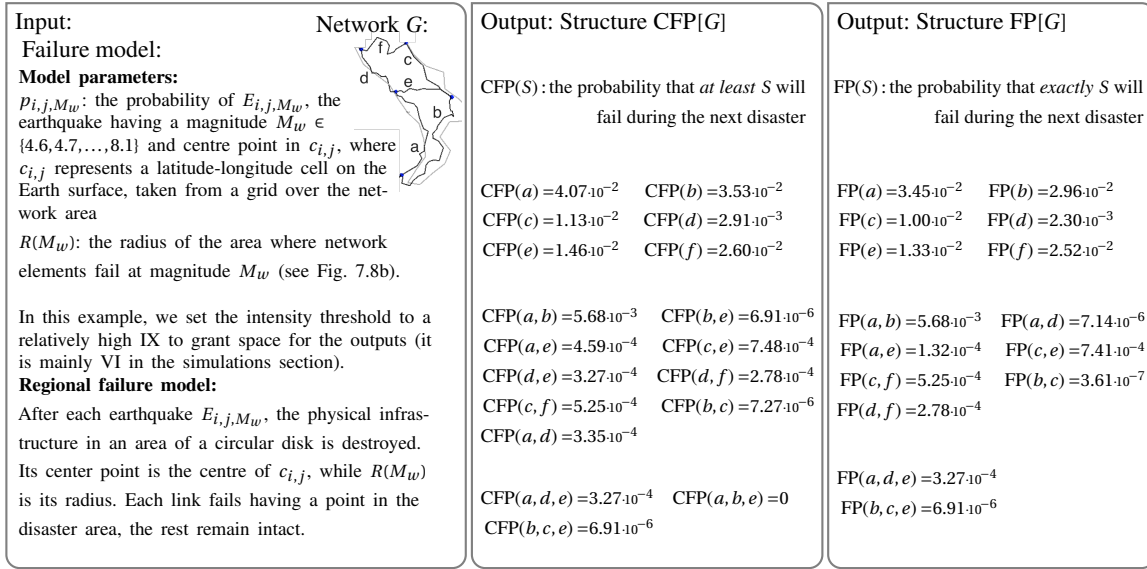 Input:
Network G:
Failure model:
Model parameters:
p_{i,j,M_w}: the probability of E_{i,j,M_w}, the
earthquake having a magnitude M_w ∈
{4.6,4.7,…,8.1} and centre point in c_{i,j}, where
c_{i,j} represents a latitude-longitude cell on the
Earth surface, taken from a grid over the net-
work area
R(M_w): the radius of the area where network
elements fail at magnitude M_w (see Fig. 7.8b).
In this example, we set the intensity threshold to a
relatively high IX to grant space for the outputs (it
is mainly VI in the simulations section).
Regional failure model:
After each earthquake E_{i,j,M_w}, the physical infras-
tructure in an area of a circular disk is destroyed.
Its center point is the centre of c_{i,j}, while R(M_w)
is its radius. Each link fails having a point in the
disaster area, the rest remain intact.
f
c
d
e
b
a
Output: Structure CFP[G]
CFP(S): the probability that at least S will
fail during the next disaster
CFP(a)=4.07·10⁻² CFP(b)=3.53·10⁻²
CFP(c)=1.13·10⁻² CFP(d)=2.91·10⁻³
CFP(e)=1.46·10⁻² CFP(f)=2.60·10⁻²
CFP(a,b)=5.68·10⁻³ CFP(b,e)=6.91·10⁻⁶
CFP(a,e)=4.59·10⁻⁴ CFP(c,e)=7.48·10⁻⁴
CFP(d,e)=3.27·10⁻⁴ CFP(d,f)=2.78·10⁻⁴
CFP(c,f)=5.25·10⁻⁴ CFP(b,c)=7.27·10⁻⁶
CFP(a,d)=3.35·10⁻⁴
CFP(a,d,e)=3.27·10⁻⁴ CFP(a,b,e)=0
CFP(b,c,e)=6.91·10⁻⁶
Output: Structure FP[G]
FP(S): the probability that exactly S will
fail during the next disaster
FP(a)=3.45·10⁻² FP(b)=2.96·10⁻²
FP(c)=1.00·10⁻² FP(d)=2.30·10⁻³
FP(e)=1.33·10⁻² FP(f)=2.52·10⁻²
FP(a,b)=5.68·10⁻³ FP(a,d)=7.14·10⁻⁶
FP(a,e)=1.32·10⁻⁴ FP(c,e)=7.41·10⁻⁴
FP(c,f)=5.25·10⁻⁴ FP(b,c)=3.61·10⁻⁷
FP(d,f)=2.78·10⁻⁴
FP(a,d,e)=3.27·10⁻⁴
FP(b,c,e)=6.91·10⁻⁶